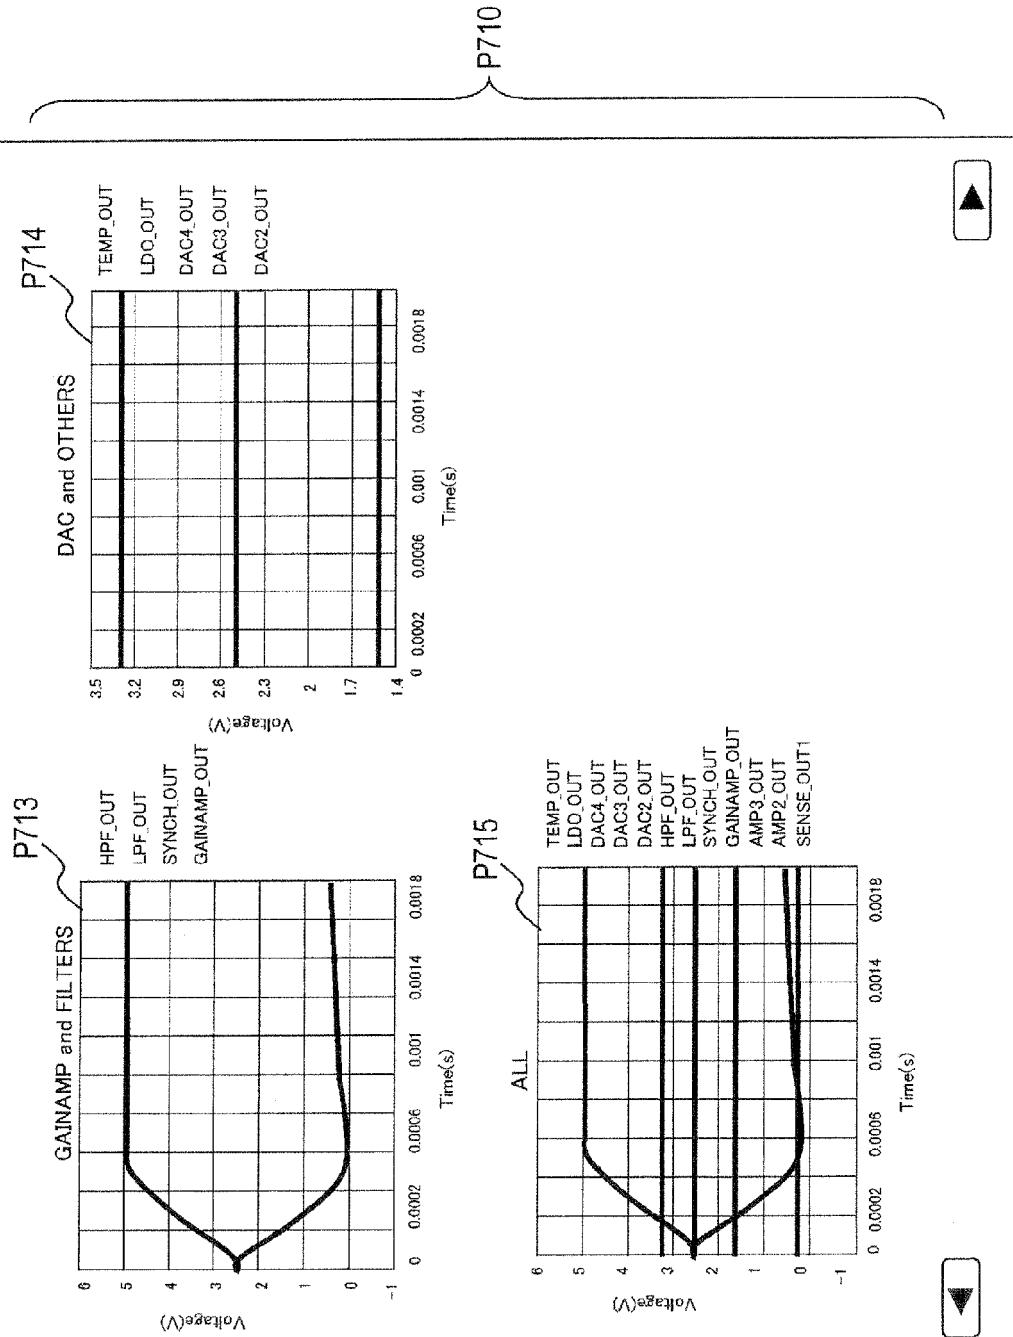 P710
P713
GAINAMP and FILTERS
HPF_OUT
LPF_OUT
SYNCH_OUT
GAINAMP_OUT
Voltage(V)
6
5
4
3
2
1
0
-1
0
0.0002
0.0006
0.001
0.0014
0.0018
Time(s)
P714
DAC and OTHERS
TEMP_OUT
LDO_OUT
DAC4_OUT
DAC3_OUT
DAC2_OUT
Voltage(V)
3.5
3.2
2.9
2.6
2.3
2
1.7
1.4
0
0.0002
0.0006
0.001
0.0014
0.0018
Time(s)
P715
ALL
TEMP_OUT
LDO_OUT
DAC4_OUT
DAC3_OUT
DAC2_OUT
HPF_OUT
LPF_OUT
SYNCH_OUT
GAINAMP_OUT
AMP3_OUT
AMP2_OUT
SENSE_OUT1
Voltage(V)
6
5
4
3
2
1
0
-1
0
0.0002
0.0006
0.001
0.0014
0.0018
Time(s)